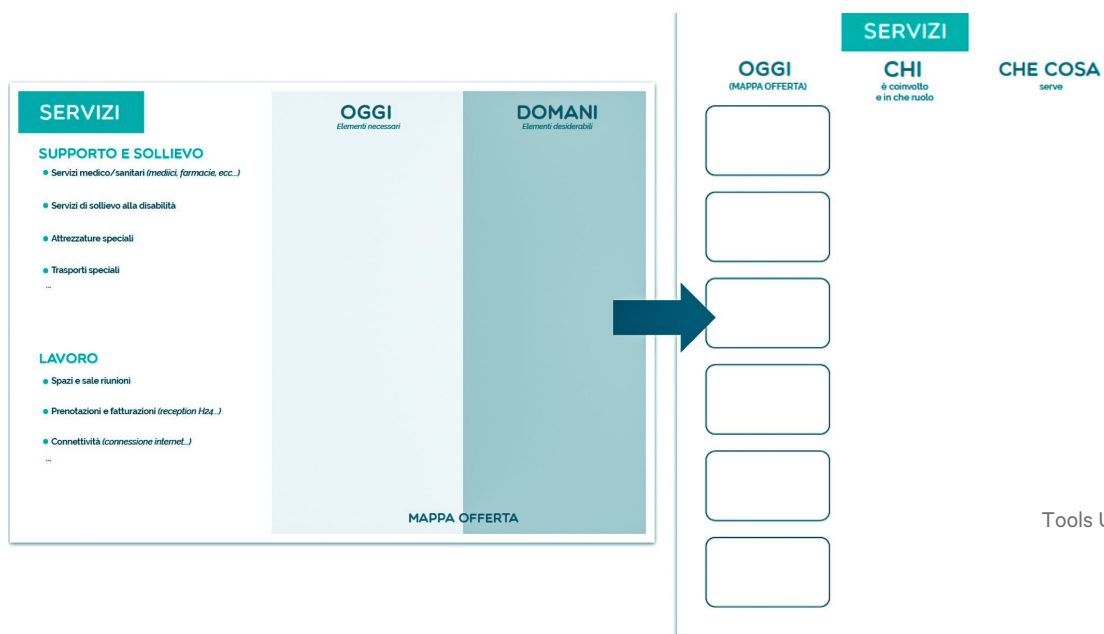 SERVIZI
OGGI
Elementi necessari
DOMANI
Elementi desiderabili
SUPPORTO E SOLLIEVO
Servizi medico/sanitari (mediici, farmacie, ecc...)
Servizi di sollievo alla disabilità
Attrezzature speciali
Trasporti speciali
...
LAVORO
Spazi e sale riunioni
Prenotazioni e fatturazioni (reception H24...)
Connettività (connessione internet...)
...
MAPPA OFFERTA
SERVIZI
OGGI
(MAPPA OFFERTA)
CHI
è coinvolto
e in che ruolo
CHE COSA
serve
Tools